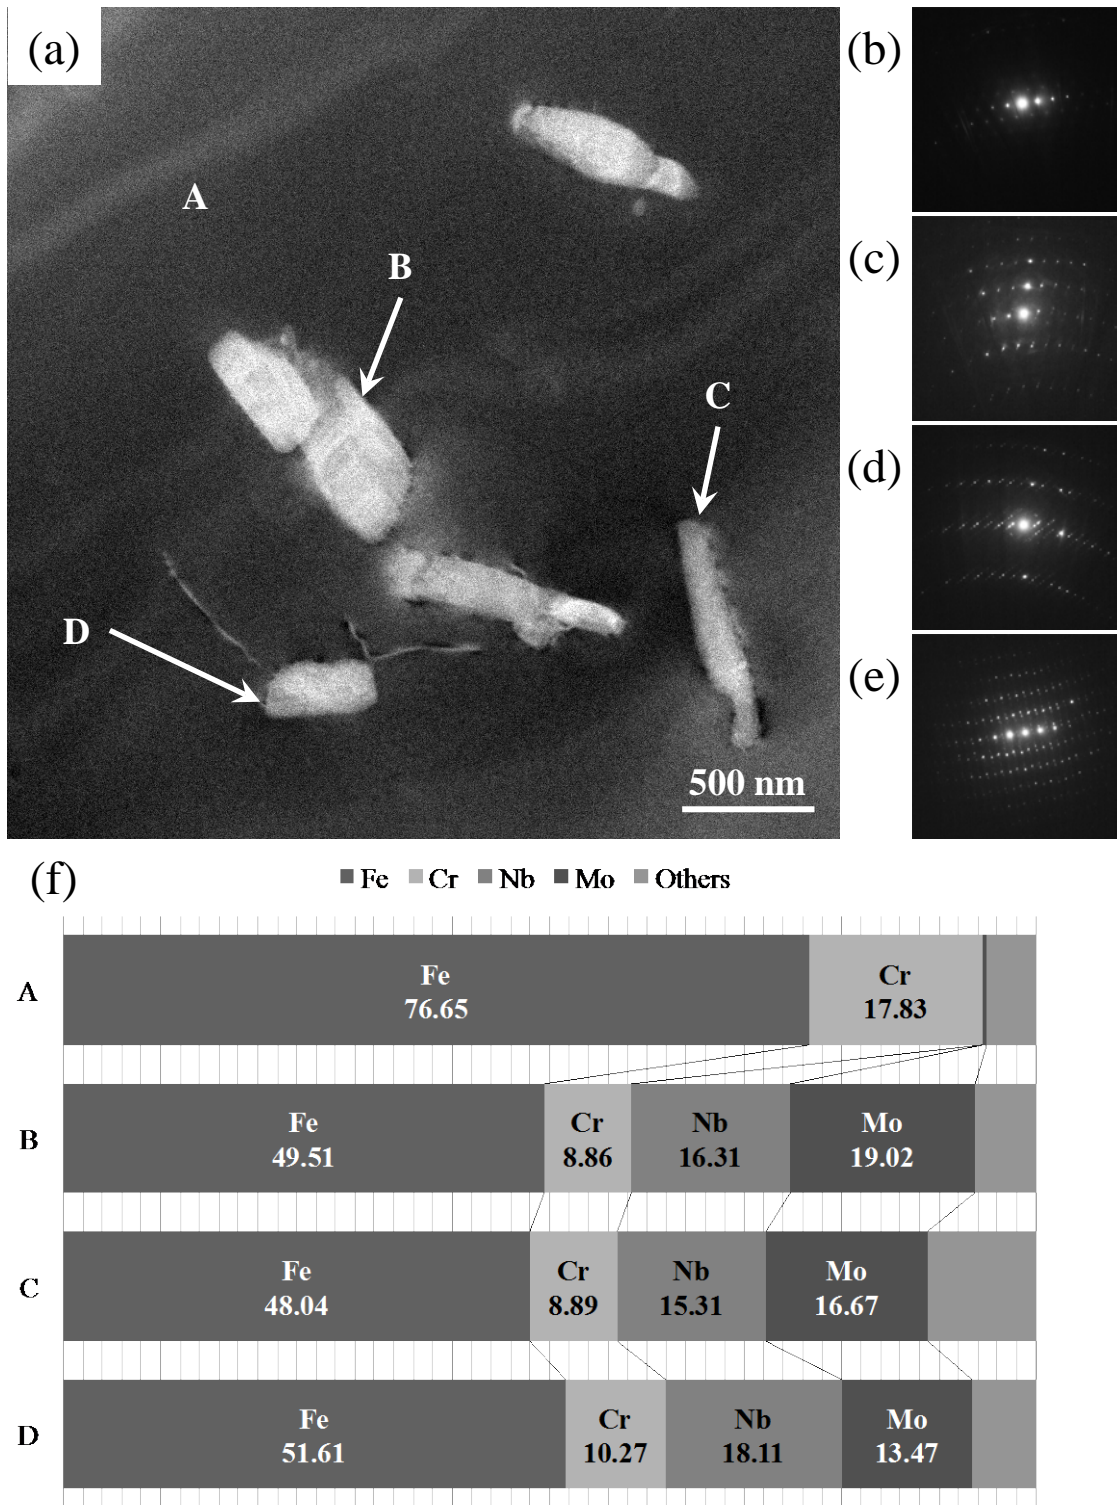 (a)
(b)
A
B
(c)
C
(d)
D
(e)
500 nm
(f)
Fe Cr Nb Mo Others
A
Fe
76.65
Cr
17.83
B
Fe
49.51
Cr
8.86
Nb
16.31
Mo
19.02
C
Fe
48.04
Cr
8.89
Nb
15.31
Mo
16.67
D
Fe
51.61
Cr
10.27
Nb
18.11
Mo
13.47